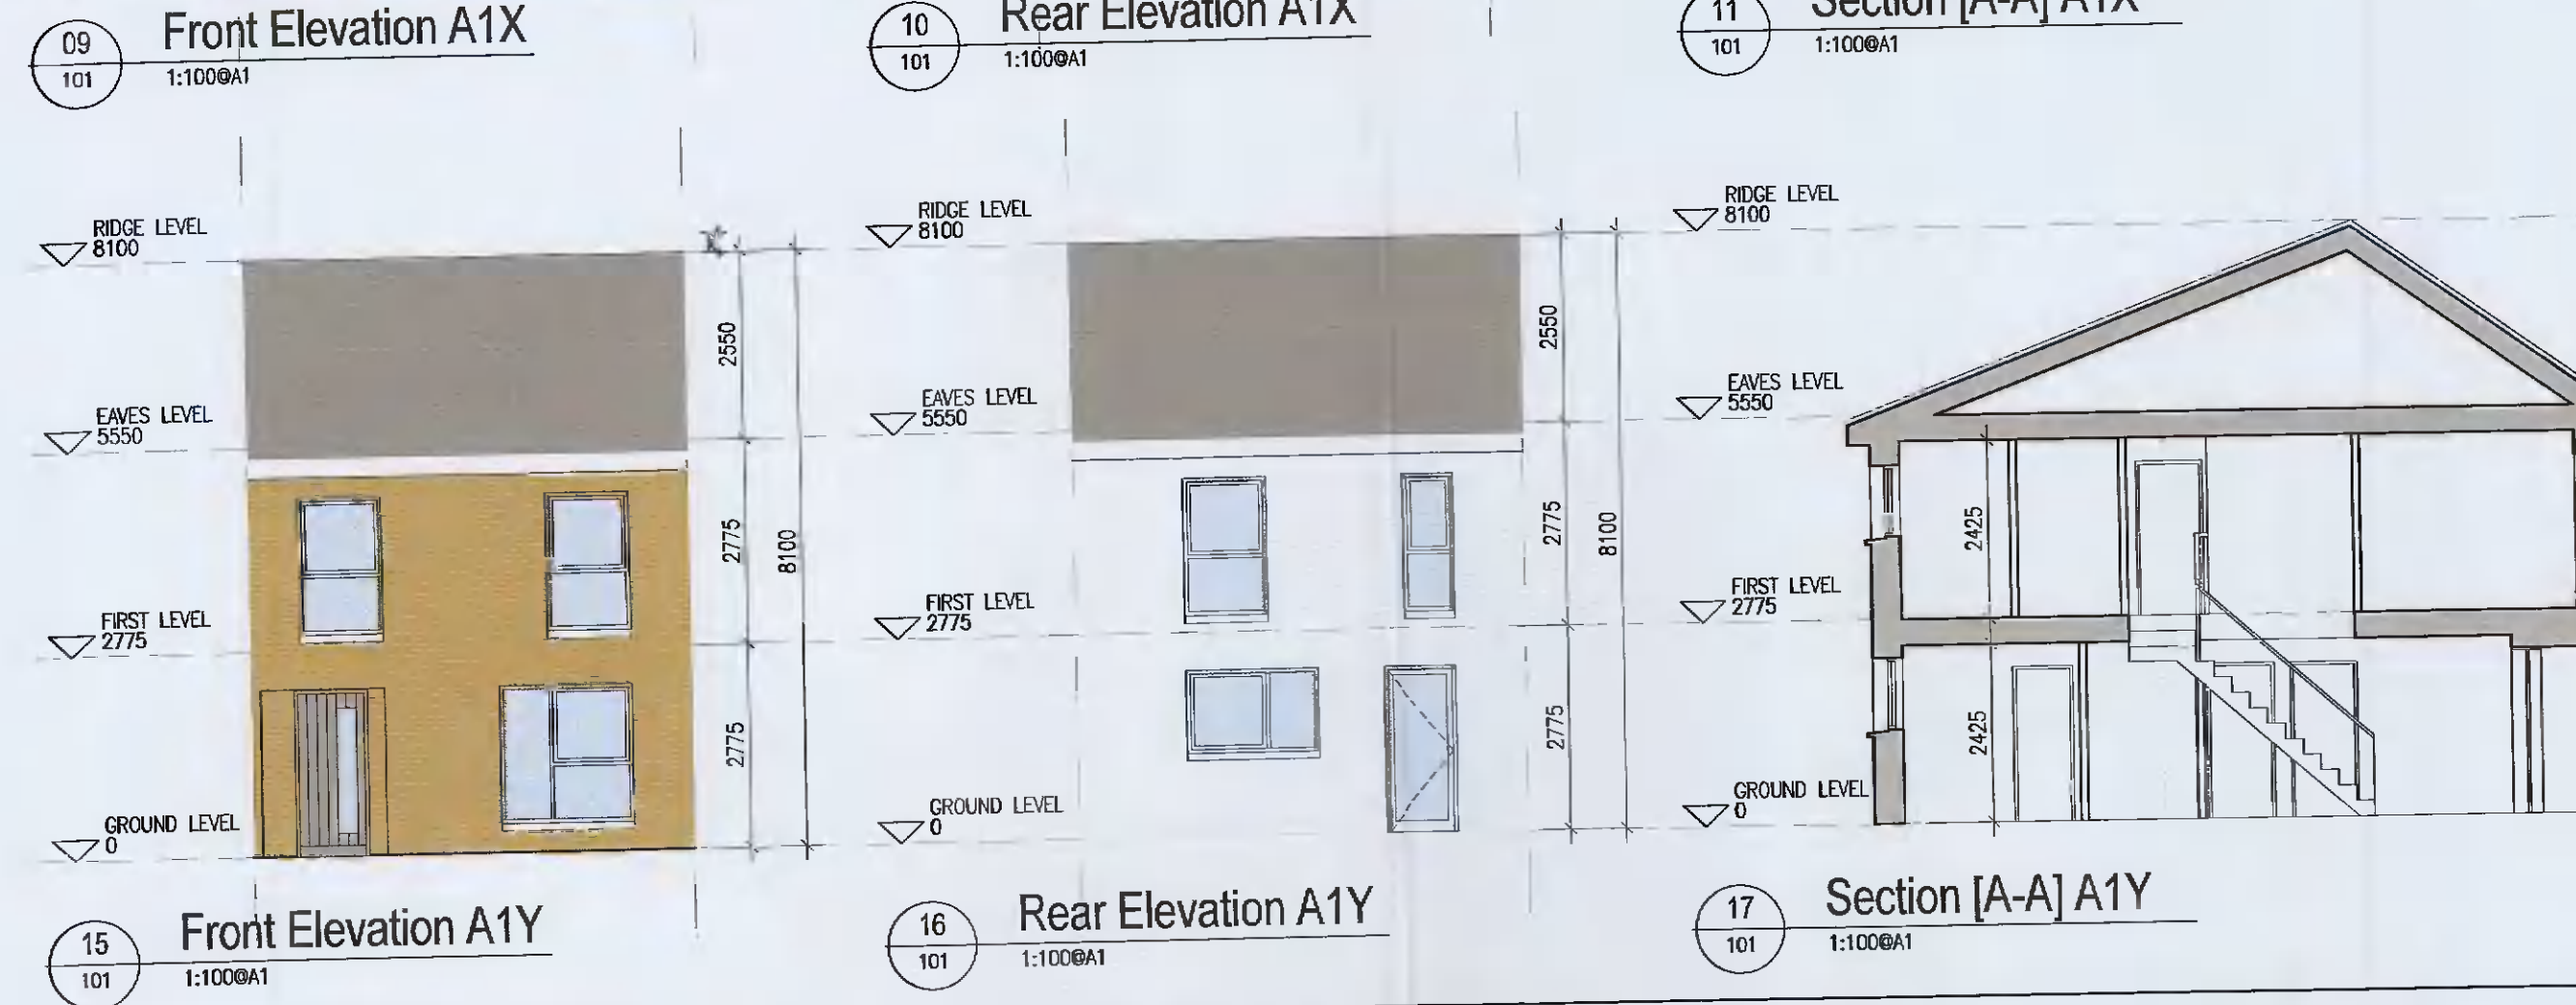 09
101
Front Elevation A1X
1:100@A1
10
101
Rear Elevation A1X
1:100@A1
11
101
Section [A-A] A1X
1:100@A1
RIDGE LEVEL
8100
EAVES LEVEL
5550
FIRST LEVEL
2775
GROUND LEVEL
0
2550
2775
2775
8100
RIDGE LEVEL
8100
EAVES LEVEL
5550
FIRST LEVEL
2775
GROUND LEVEL
0
2550
2775
2775
8100
RIDGE LEVEL
8100
EAVES LEVEL
5550
FIRST LEVEL
2775
GROUND LEVEL
0
2425
2425
15
101
Front Elevation A1Y
1:100@A1
16
101
Rear Elevation A1Y
1:100@A1
17
101
Section [A-A] A1Y
1:100@A1